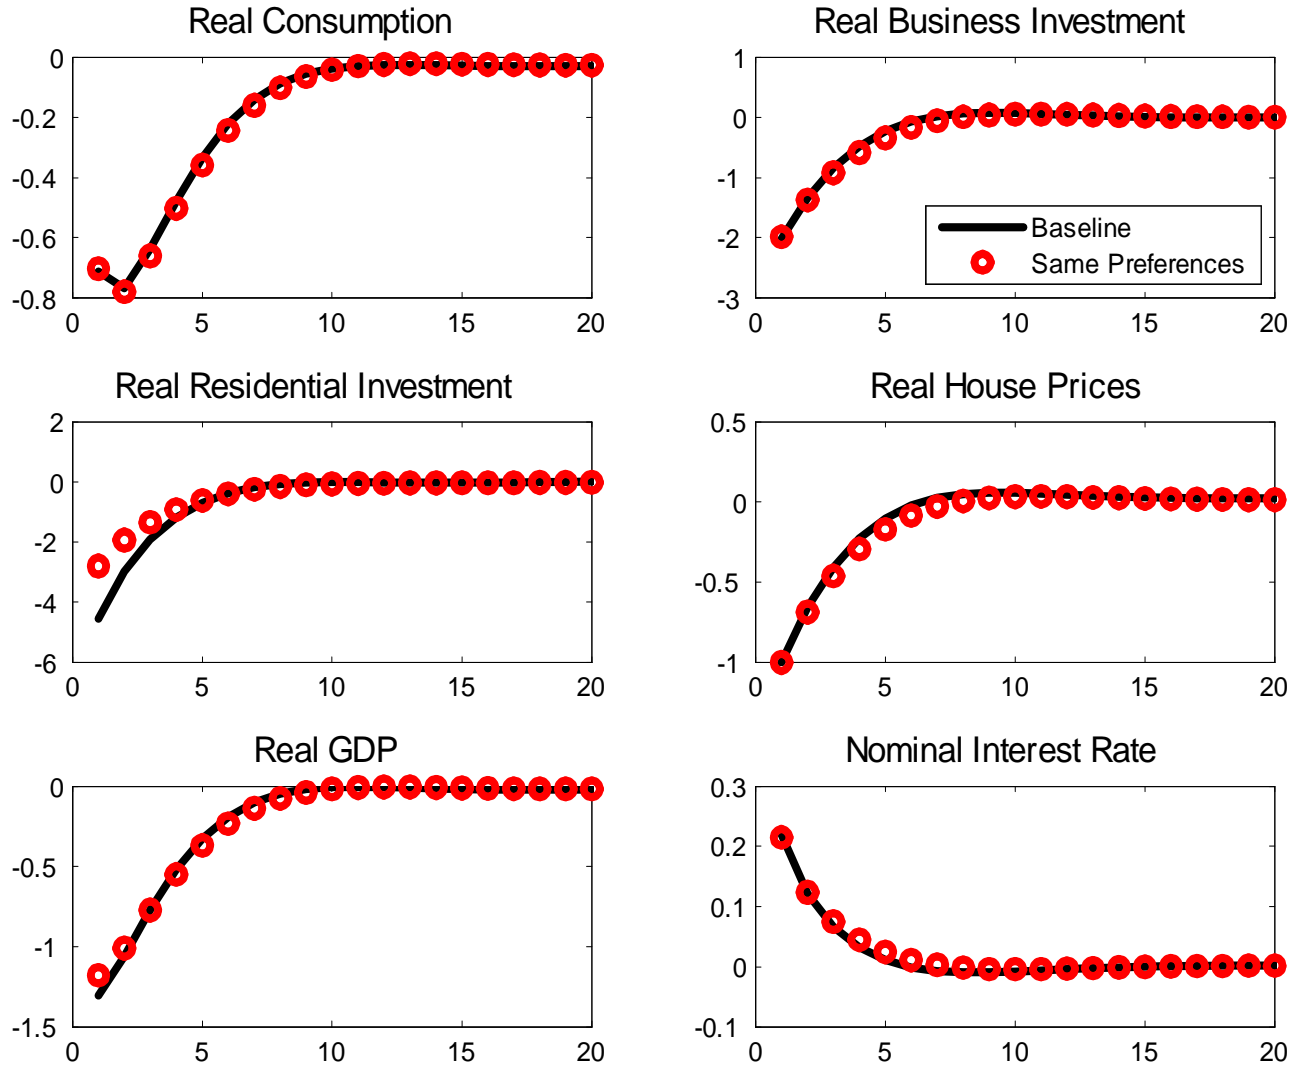 Real Consumption
0
-0.2
-0.4
-0.6
-0.8
0 5 10 15 20
Real Business Investment
1
0
-1
-2
-3
0 5 10 15 20
Baseline
Same Preferences
Real Residential Investment
2
0
-2
-4
-6
0 5 10 15 20
Real House Prices
0.5
0
-0.5
-1
0 5 10 15 20
Real GDP
0
-0.5
-1
-1.5
0 5 10 15 20
Nominal Interest Rate
0.3
0.2
0.1
0
-0.1
0 5 10 15 20